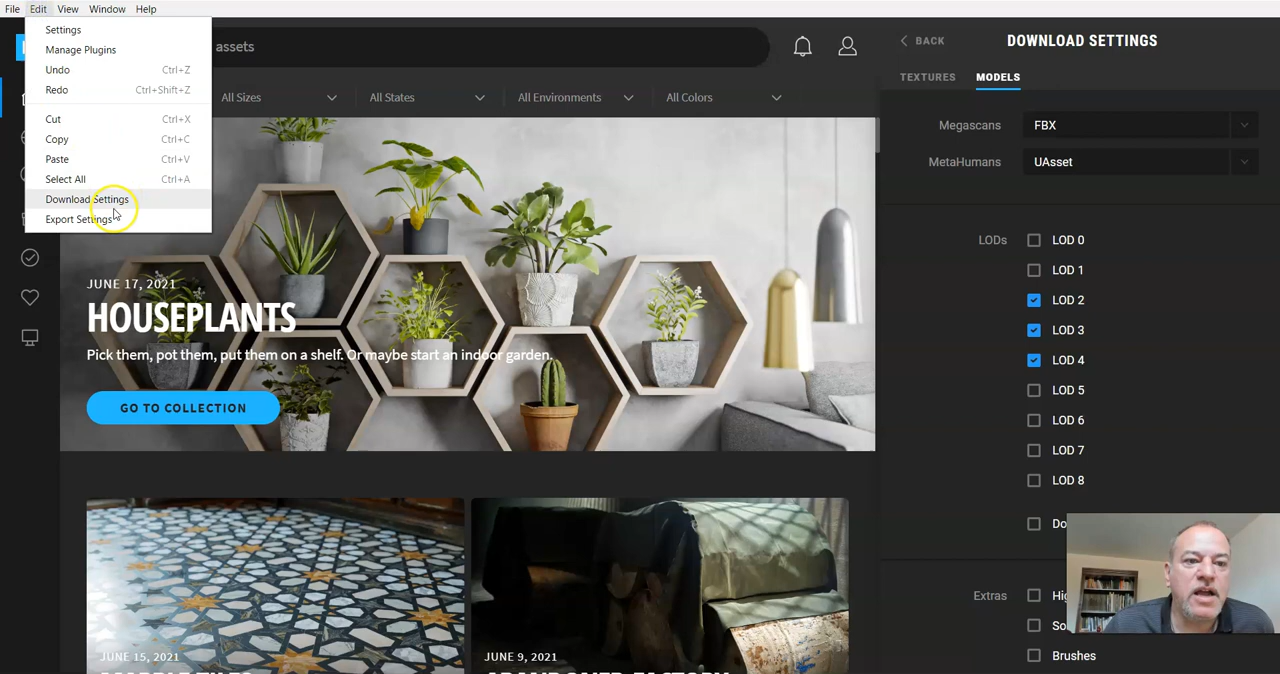 File Edit View Window Help
Settings
Manage Plugins
Undo Ctrl+Z
Redo Ctrl+Shift+Z
Cut Ctrl+X
Copy Ctrl+C
Paste Ctrl+V
Select All Ctrl+A
Download Settings
Export Settings
assets
All Sizes All States All Environments All Colors
JUNE 17, 2021
HOUSEPLANTS
Pick them, pot them, put them on a shelf. Or maybe start an indoor garden.
GO TO COLLECTION
JUNE 15, 2021
JUNE 9, 2021
BACK DOWNLOAD SETTINGS
TEXTURES MODELS
Megascans FBX
MetaHumans UAsset
LODs LOD 0
LOD 1
LOD 2
LOD 3
LOD 4
LOD 5
LOD 6
LOD 7
LOD 8
Extras
Brushes